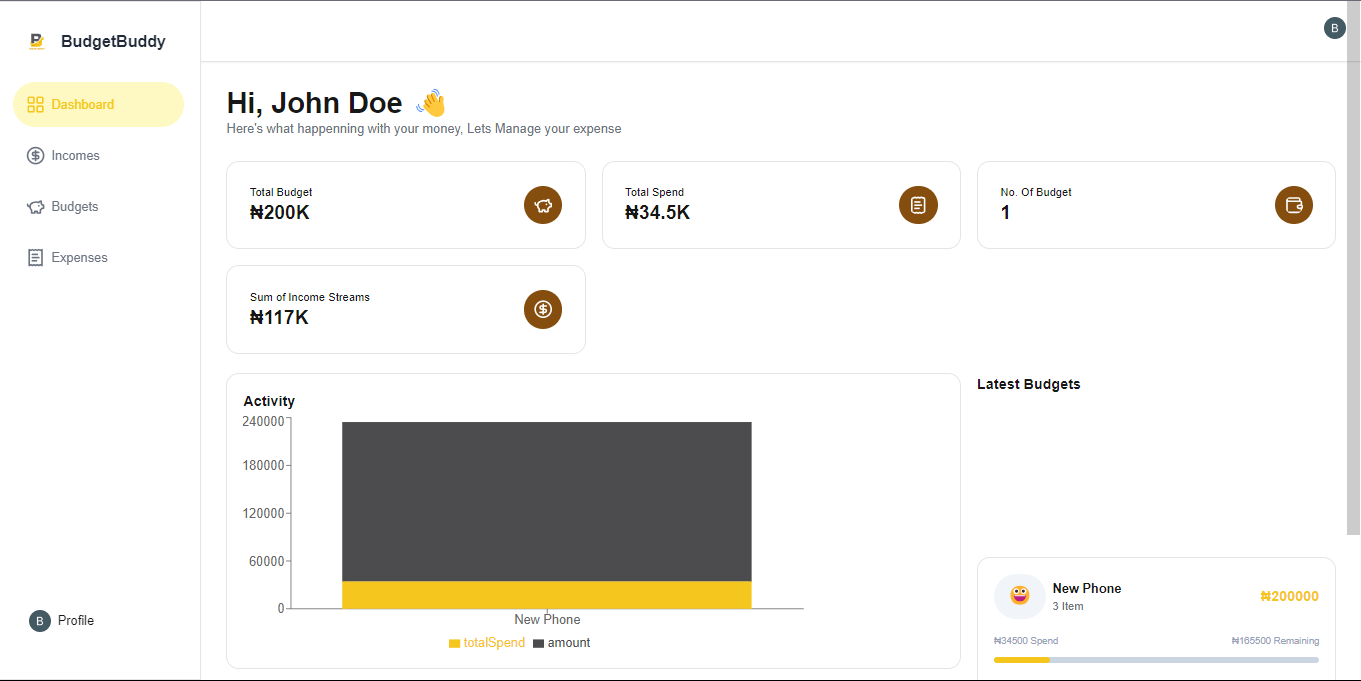 BudgetBuddy
B
Dashboard
Incomes
Budgets
Expenses
B Profile
Hi, John Doe 👋
Here's what happenning with your money, Lets Manage your expense
Total Budget
₦200K
Total Spend
₦34.5K
No. Of Budget
1
Sum of Income Streams
₦117K
Activity
240000
180000
120000
60000
0
New Phone
totalSpend amount
Latest Budgets
New Phone
3 Item
₦200000
₦34500 Spend
₦165500 Remaining